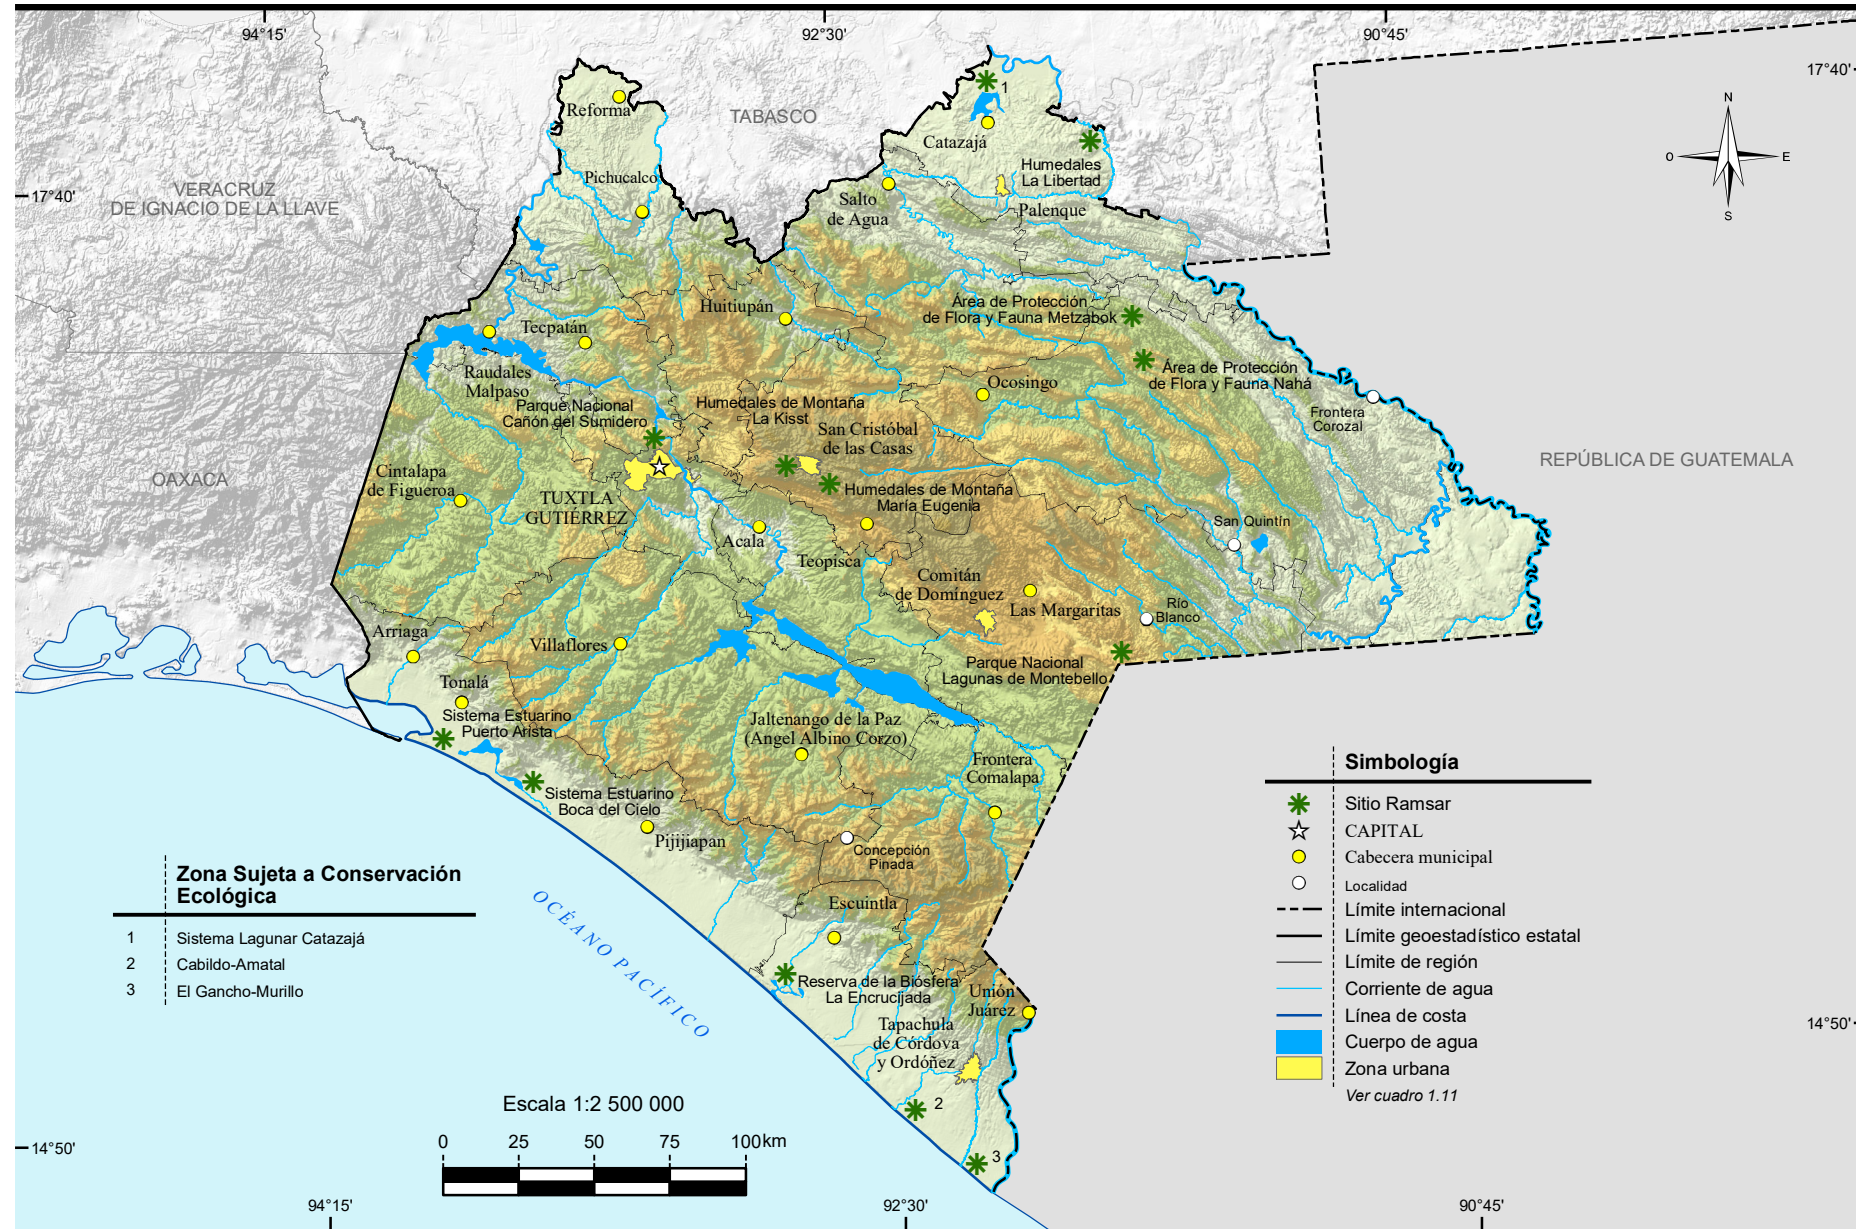 94°15'
92°30'
90°45'
17°40'
Reforma
TABASCO
1
Catazajá
Humedales
La Libertad
N
O
E
S
VERACRUZ
DE IGNACIO DE LA LLAVE
17°40'
Pichucalco
Salto
de Agua
Palenque
Huitiupán
Área de Protección
de Flora y Fauna Metzabok
Tecpatán
Raudales
Malpaso
Área de Protección
de Flora y Fauna Nahá
Ocosingo
Parque Nacional
Cañón del Sumidero
Humedales de Montaña
La Kisst
San Cristóbal
de las Casas
Frontera
Corozal
REPÚBLICA DE GUATEMALA
OAXACA
Cintalapa
de Figueroa
TUXTLA
GUTIÉRREZ
Humedales de Montaña
María Eugenia
San Quintín
Acala
Teopisca
Comitán
de Domínguez
Las Margaritas
Río
Blanco
Arriaga
Villaflores
Parque Nacional
Lagunas de Montebello
Tonalá
Sistema Estuarino
Puerto Arista
Jaltenango de la Paz
(Angel Albino Corzo)
Frontera
Comalapa
Sistema Estuarino
Boca del Cielo
Pijijiapan
Concepción
Pinada
Escuintla
OCÉANO PACÍFICO
Reserva de la Biósfera
La Encrucijada
Unión
Juárez
Tapachula
de Córdova
y Ordóñez
2
3
Zona Sujeta a Conservación
Ecológica
1 Sistema Lagunar Catazajá
2 Cabildo-Amatal
3 El Gancho-Murillo
Simbología
Sitio Ramsar
CAPITAL
Cabecera municipal
Localidad
Límite internacional
Límite geoestadístico estatal
Límite de región
Corriente de agua
Línea de costa
Cuerpo de agua
Zona urbana
Ver cuadro 1.11
14°50'
Escala 1:2 500 000
0 25 50 75 100 km
14°50'
94°15'
92°30'
90°45'